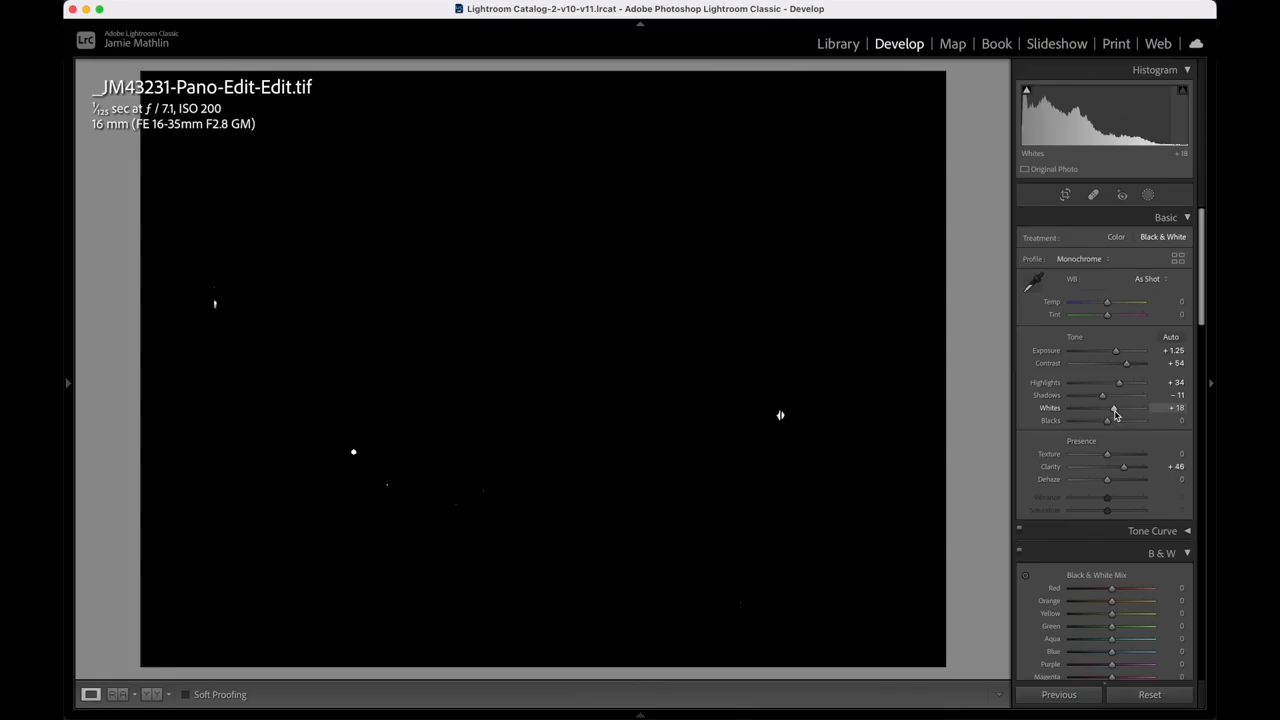 Lightroom Catalog-2-v10-v11.lrcat - Adobe Photoshop Lightroom Classic - Develop
LrC
Adobe Lightroom Classic
Jamie Mathlin
Library | Develop | Map | Book | Slideshow | Print | Web
_JM43231-Pano-Edit-Edit.tif
1/125 sec at ƒ / 7.1, ISO 200
16 mm (FE 16-35mm F2.8 GM)
Histogram
Whites + 18
Original Photo
Basic
Treatment : Color Black & White
Profile : Monochrome
WB : As Shot
Temp 0
Tint 0
Tone Auto
Exposure + 1.25
Contrast + 54
Highlights + 34
Shadows − 11
Whites + 18
Blacks 0
Presence
Texture 0
Clarity + 46
Dehaze 0
Vibrance
Saturation
Tone Curve
B & W
Black & White Mix
Red 0
Orange 0
Yellow 0
Green 0
Aqua 0
Blue 0
Purple 0
Magenta 0
Soft Proofing
Previous Reset